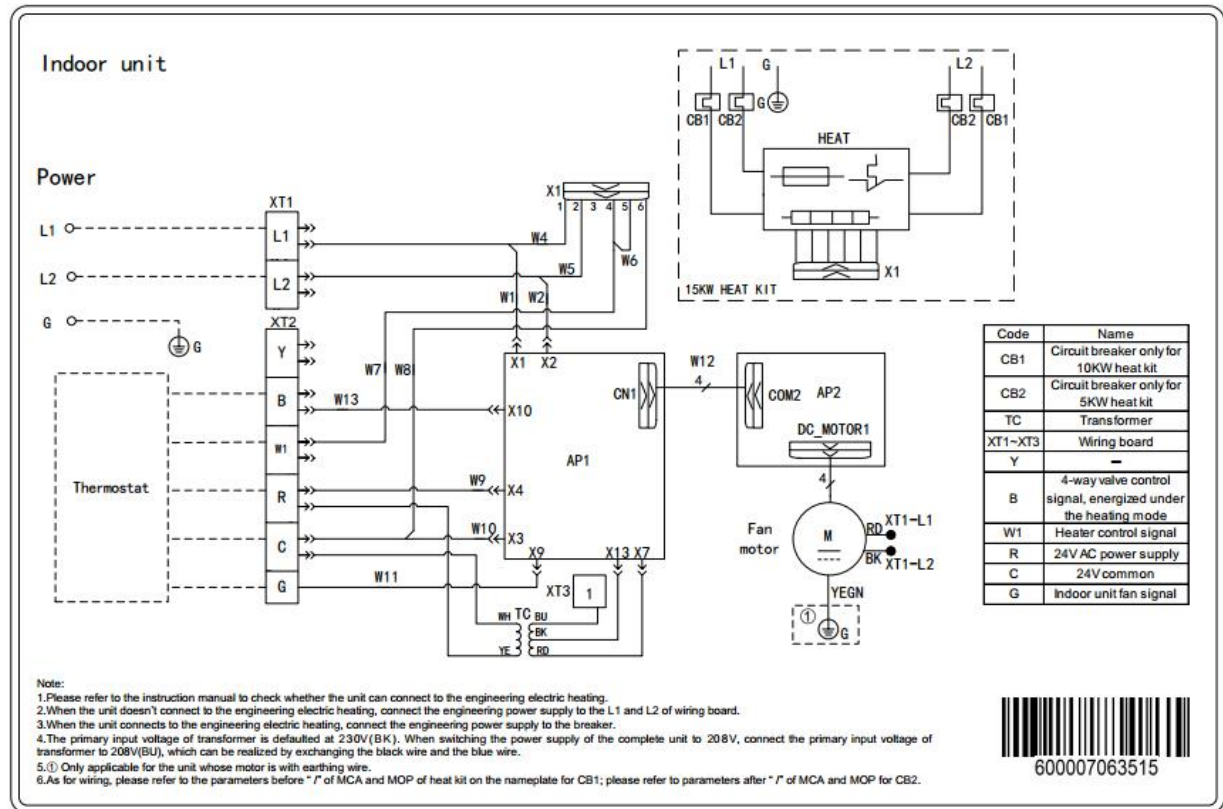 Indoor unit
Power
L1
L2
G
G
XT1
L1
L2
XT2
Y
B
W1
R
C
G
Thermostat
W13
W7
W8
W9
W10
W11
X1
1 2 3 4 5 6
W4
W5
W6
W1 W2
X1 X2
X10
X4
X3
X9 X13 X7
AP1
CN1
XT3
1
WH TC BU
BK
YE RD
W12
4
COM2 AP2
DC_MOTOR1
4
Fan
motor
M
RD XT1-L1
BK XT1-L2
YEGN
① G
L1 G L2
CB1 CB2 G CB2 CB1
HEAT
X1
15KW HEAT KIT
Code Name
CB1 Circuit breaker only for
10KW heat kit
CB2 Circuit breaker only for
5KW heat kit
TC Transformer
XT1~XT3 Wiring board
Y —
B 4-way valve control
signal, energized under
the heating mode
W1 Heater control signal
R 24V AC power supply
C 24V common
G Indoor unit fan signal
Note:
1.Please refer to the instruction manual to check whether the unit can connect to the engineering electric heating.
2.When the unit doesn't connect to the engineering electric heating, connect the engineering power supply to the L1 and L2 of wiring board.
3.When the unit connects to the engineering electric heating, connect the engineering power supply to the breaker.
4.The primary input voltage of transformer is defaulted at 230V(BK). When switching the power supply of the complete unit to 208V, connect the primary input voltage of
transformer to 208V(BU), which can be realized by exchanging the black wire and the blue wire.
5.① Only applicable for the unit whose motor is with earthing wire.
6.As for wiring, please refer to the parameters before "/" of MCA and MOP of heat kit on the nameplate for CB1; please refer to parameters after "/" of MCA and MOP for CB2.
600007063515